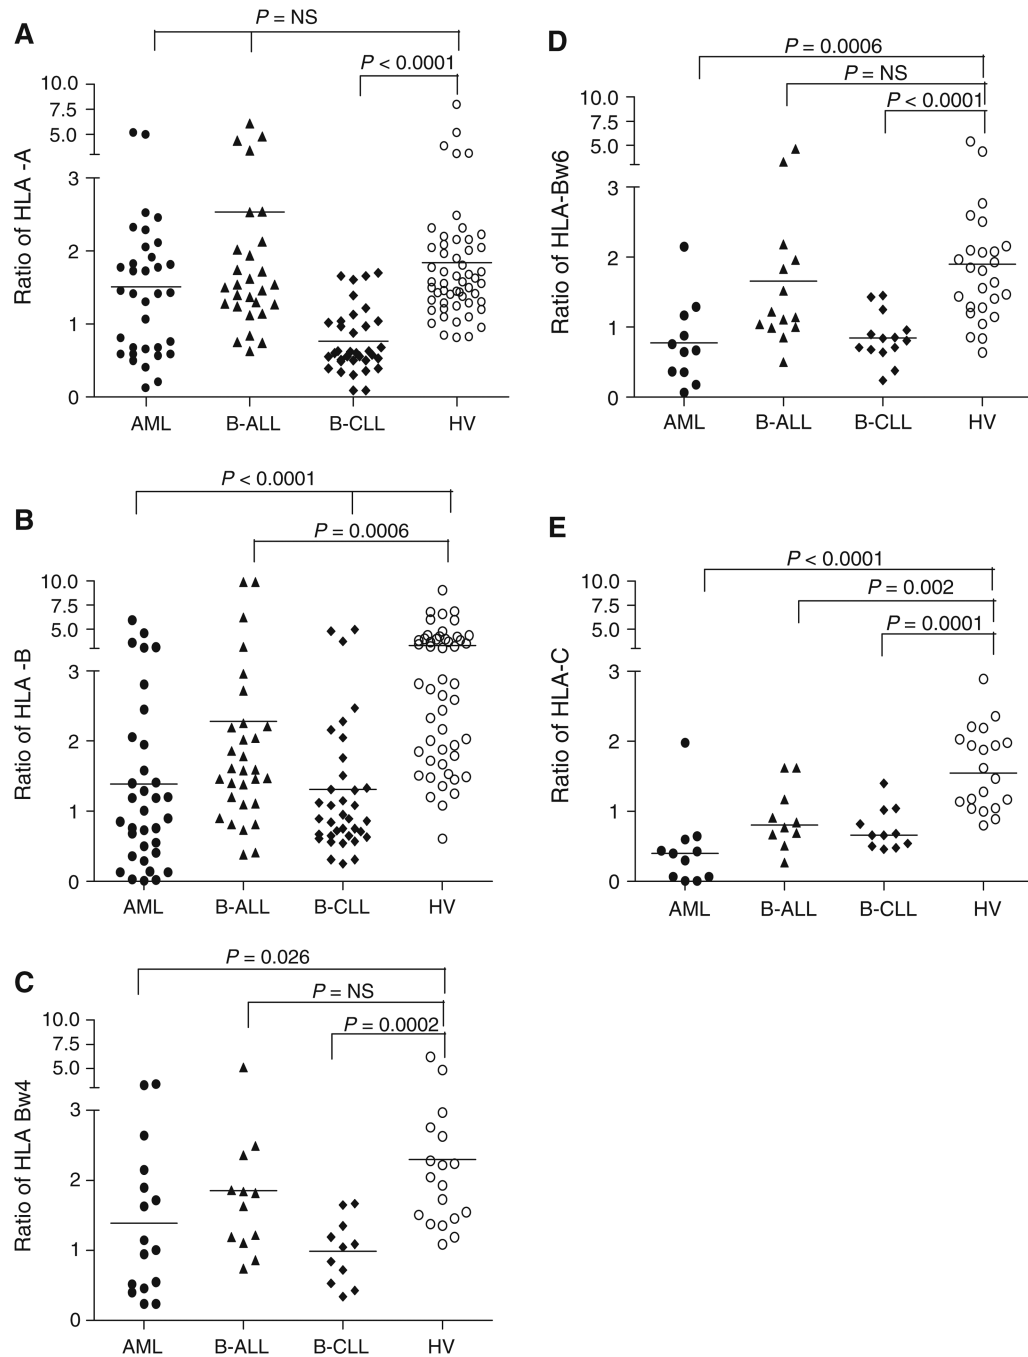 A
P = NS
P < 0.0001
Ratio of HLA -A
10.0
7.5
5.0
3
2
1
0
AML B-ALL B-CLL HV
B
P < 0.0001
P = 0.0006
Ratio of HLA -B
10.0
7.5
5.0
3
2
1
0
AML B-ALL B-CLL HV
C
P = 0.026
P = NS
P = 0.0002
Ratio of HLA Bw4
10.0
7.5
5.0
3
2
1
0
AML B-ALL B-CLL HV
D
P = 0.0006
P = NS
P < 0.0001
Ratio of HLA-Bw6
10.0
7.5
5.0
3
2
1
0
AML B-ALL B-CLL HV
E
P < 0.0001
P = 0.002
P = 0.0001
Ratio of HLA-C
10.0
7.5
5.0
3
2
1
0
AML B-ALL B-CLL HV